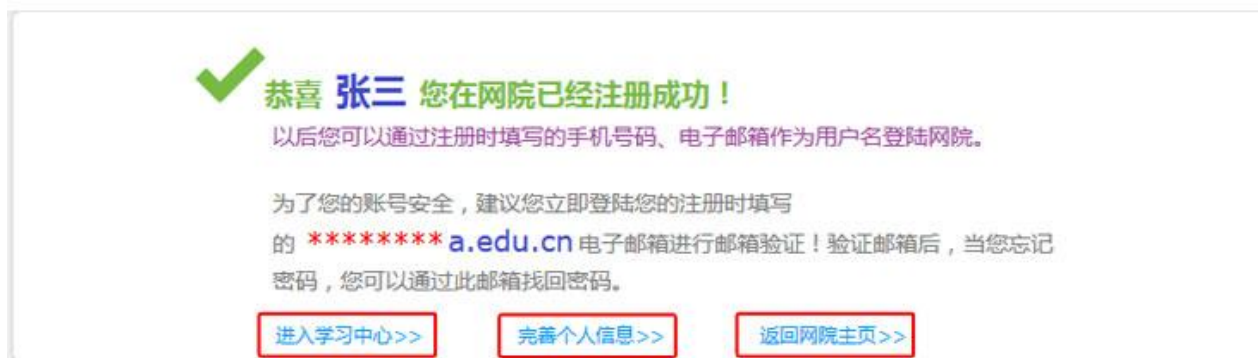 恭喜 张三 您在网院已经注册成功！
以后您可以通过注册时填写的手机号码、电子邮箱作为用户名登陆网院。
为了您的账号安全，建议您立即登陆您的注册时填写
的 ********a.edu.cn 电子邮箱进行邮箱验证！验证邮箱后，当您忘记
密码，您可以通过此邮箱找回密码。
进入学习中心>> 完善个人信息>> 返回网院主页>>